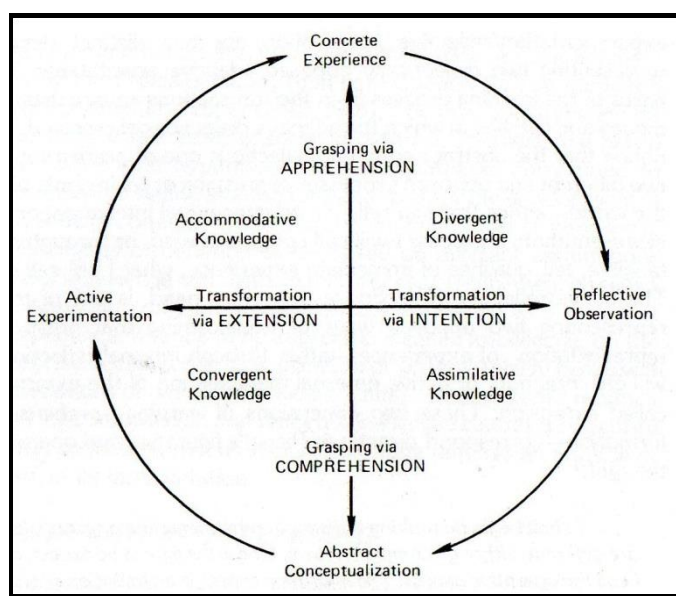 Concrete
Experience
Grasping via
APPREHENSION
Accommodative
Knowledge
Divergent
Knowledge
Active
Experimentation
Transformation
via EXTENSION
Transformation
via INTENTION
Reflective
Observation
Convergent
Knowledge
Assimilative
Knowledge
Grasping via
COMPREHENSION
Abstract
Conceptualization